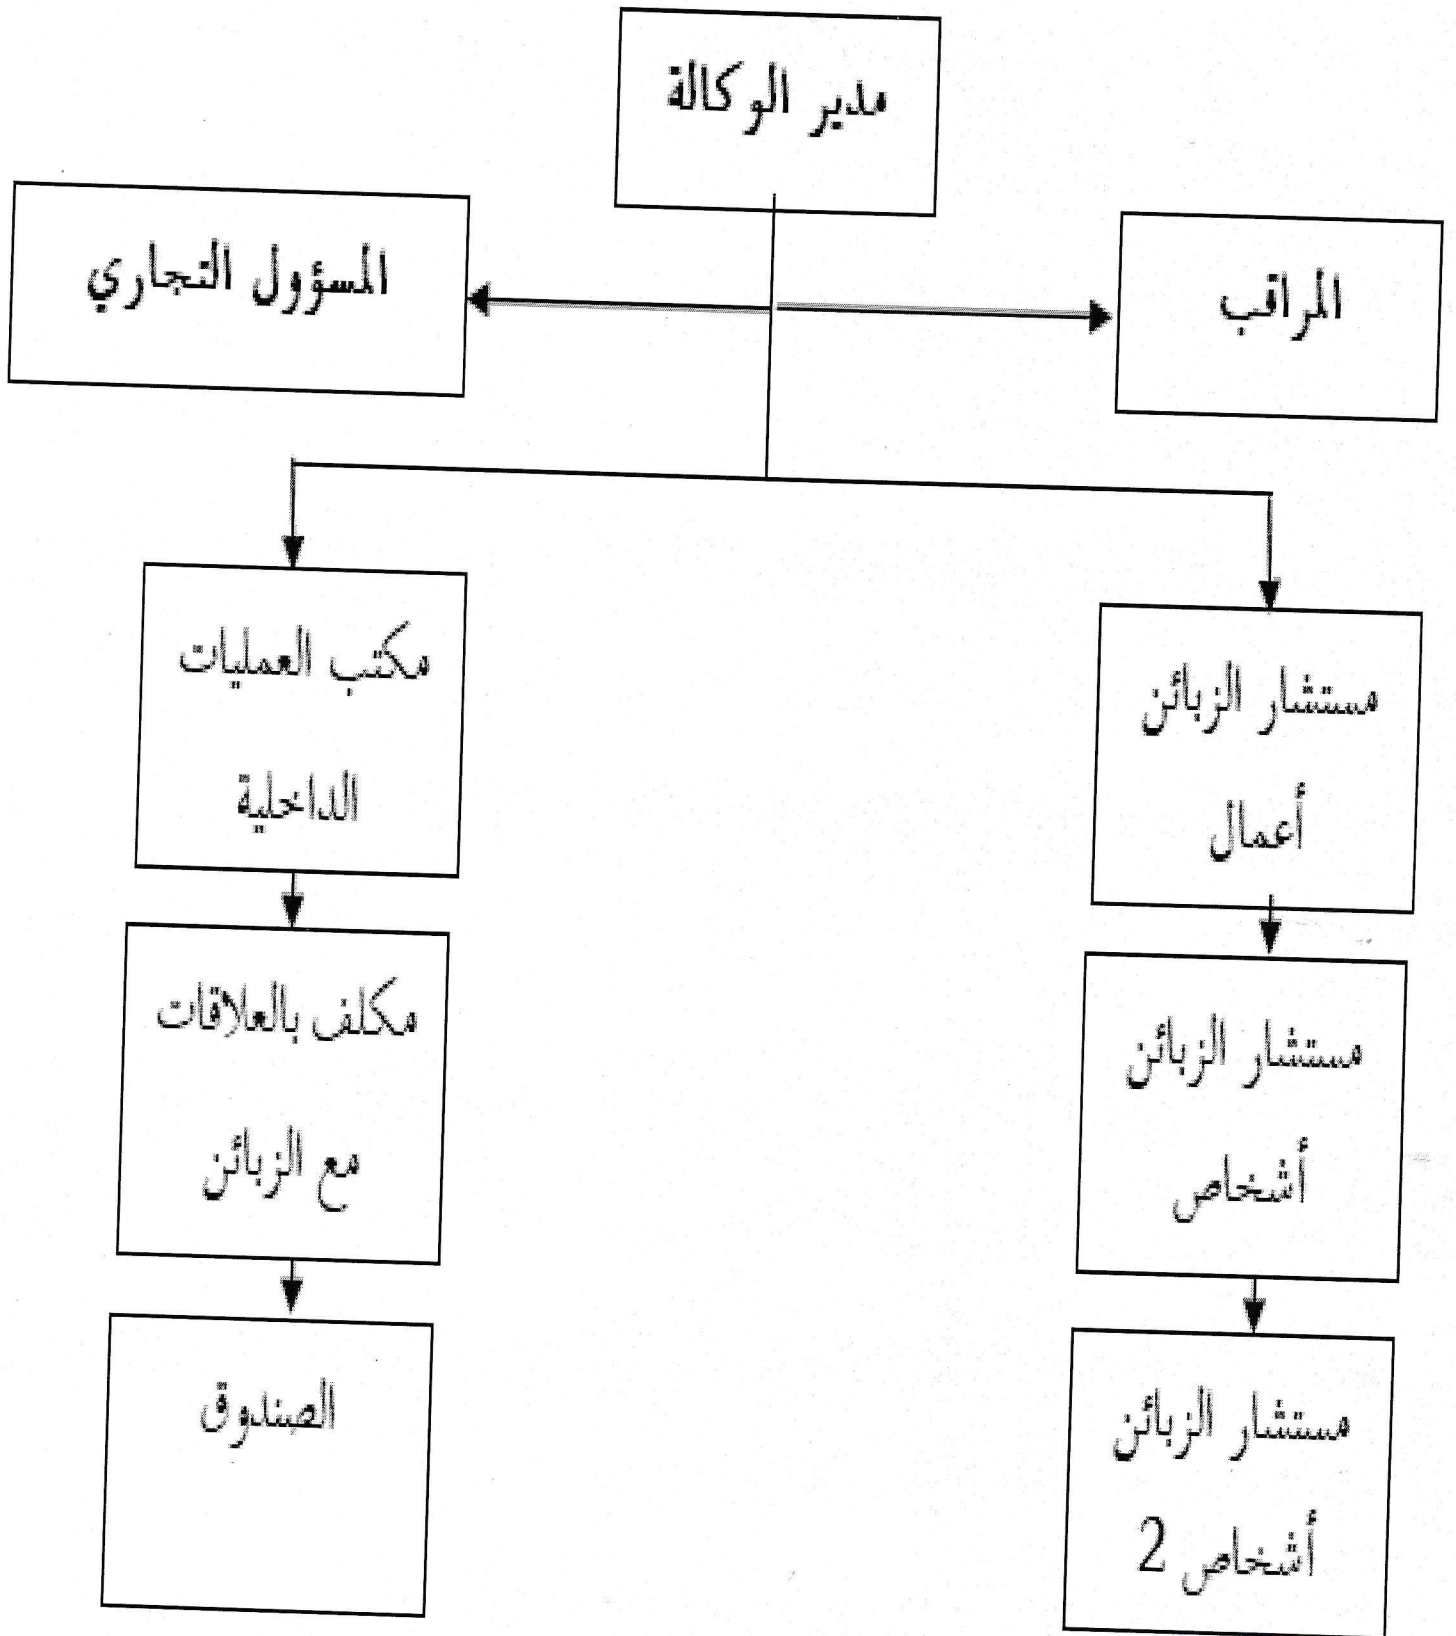 مدير الوكالة
المراقب
المسؤول التجاري
مستشار الزبائن
أعمال
مستشار الزبائن
أشخاص
مستشار الزبائن
أشخاص 2
مكتب العمليات
الداخلية
مكلف بالعلاقات
مع الزبائن
الصندوق